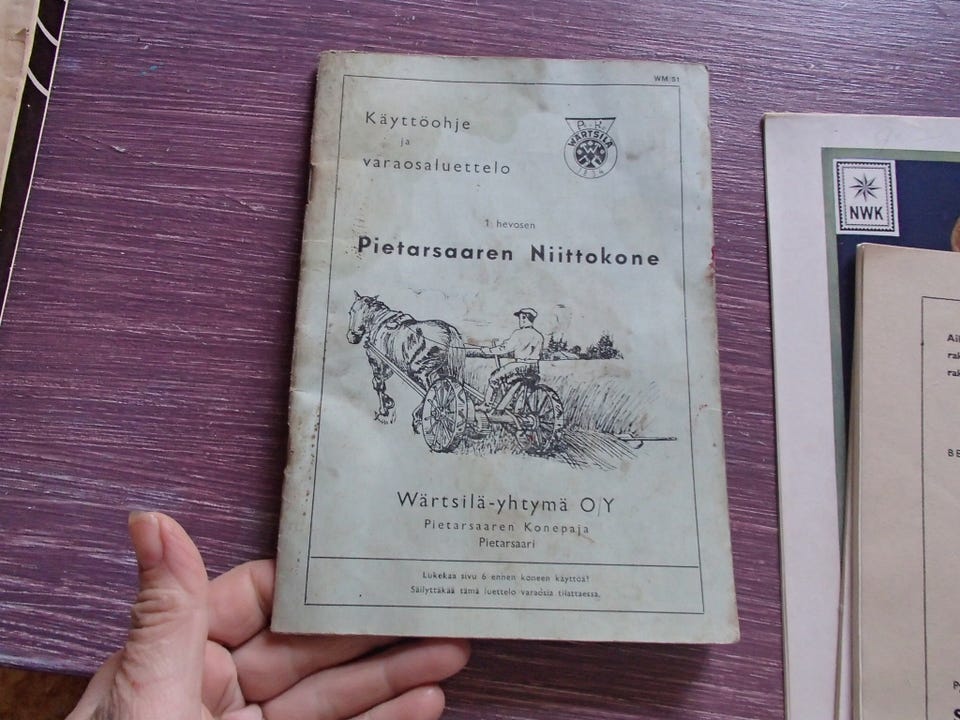 WM 51
Käyttöohje
ja
varaosaluettelo
WÄRTSILÄ
1834
1 hevosen
Pietarsaaren Niittokone
Wärtsilä-yhtymä O/Y
Pietarsaaren Konepaja
Pietarsaari
Lukekaa sivu 6 ennen koneen käyttöä!
Säilyttäkää tämä luettelo varaosia tilattaessa.
NWK